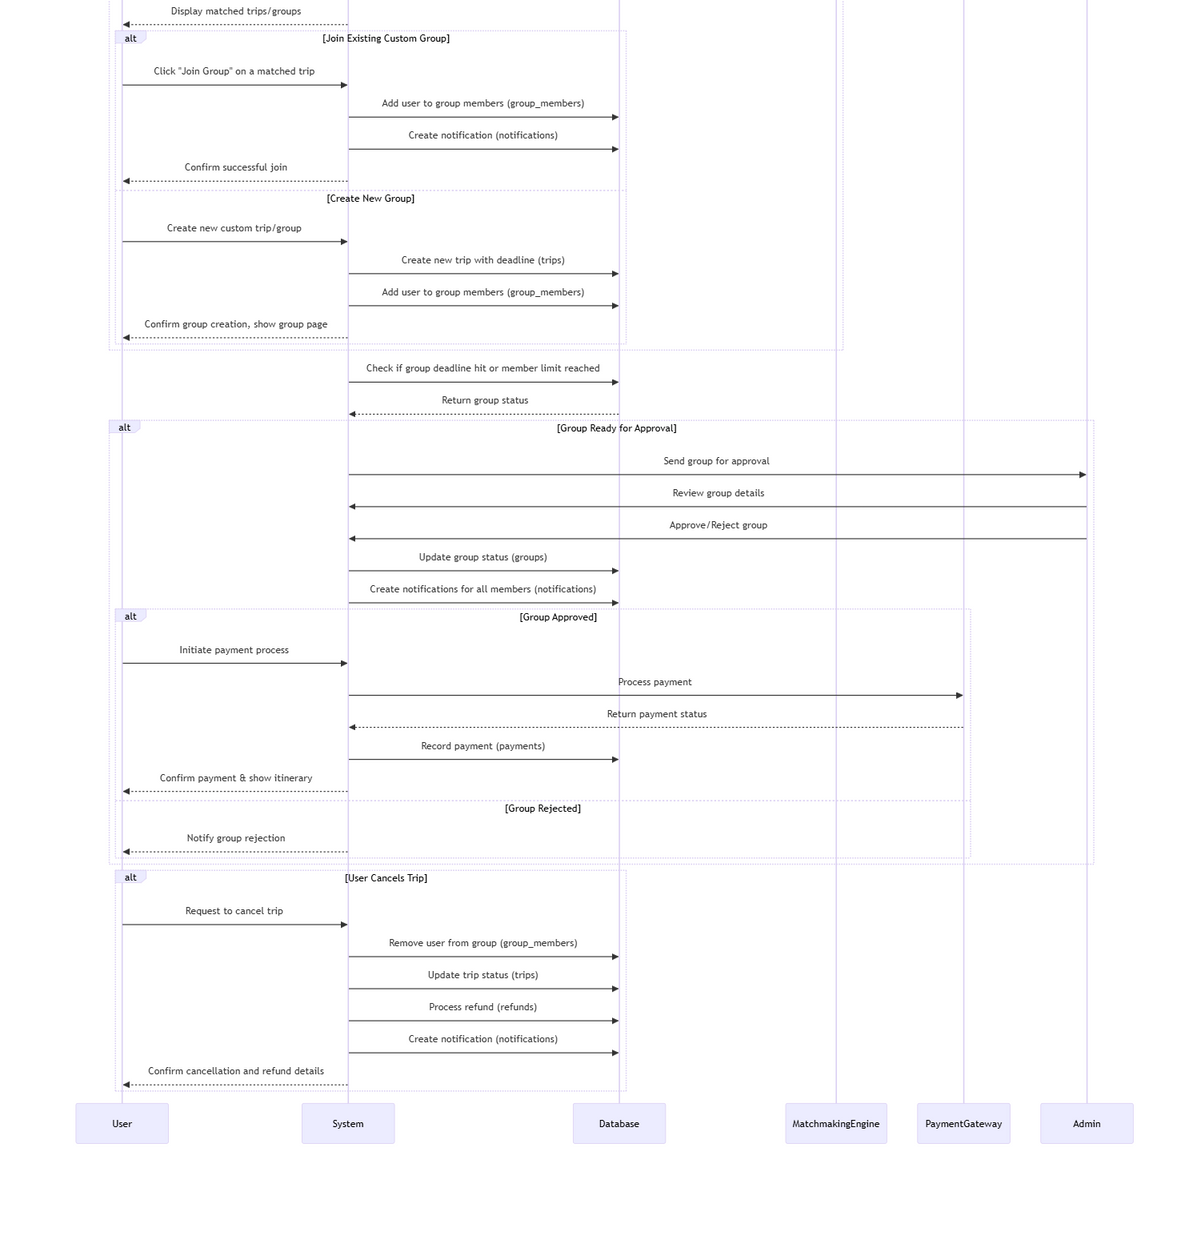 Display matched trips/groups
alt
[Join Existing Custom Group]
Click "Join Group" on a matched trip
Add user to group members (group_members)
Create notification (notifications)
Confirm successful join
[Create New Group]
Create new custom trip/group
Create new trip with deadline (trips)
Add user to group members (group_members)
Confirm group creation, show group page
Check if group deadline hit or member limit reached
Return group status
alt
[Group Ready for Approval]
Send group for approval
Review group details
Approve/Reject group
Update group status (groups)
Create notifications for all members (notifications)
alt
[Group Approved]
Initiate payment process
Process payment
Return payment status
Record payment (payments)
Confirm payment & show itinerary
[Group Rejected]
Notify group rejection
alt
[User Cancels Trip]
Request to cancel trip
Remove user from group (group_members)
Update trip status (trips)
Process refund (refunds)
Create notification (notifications)
Confirm cancellation and refund details
User
System
Database
MatchmakingEngine
PaymentGateway
Admin